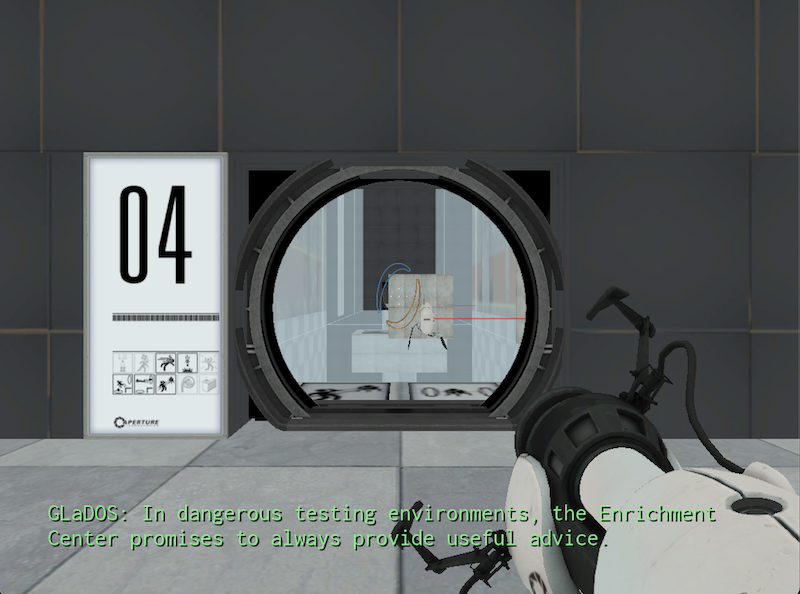 04
APERTURE
GLaDOS: In dangerous testing environments, the Enrichment
Center promises to always provide useful advice.